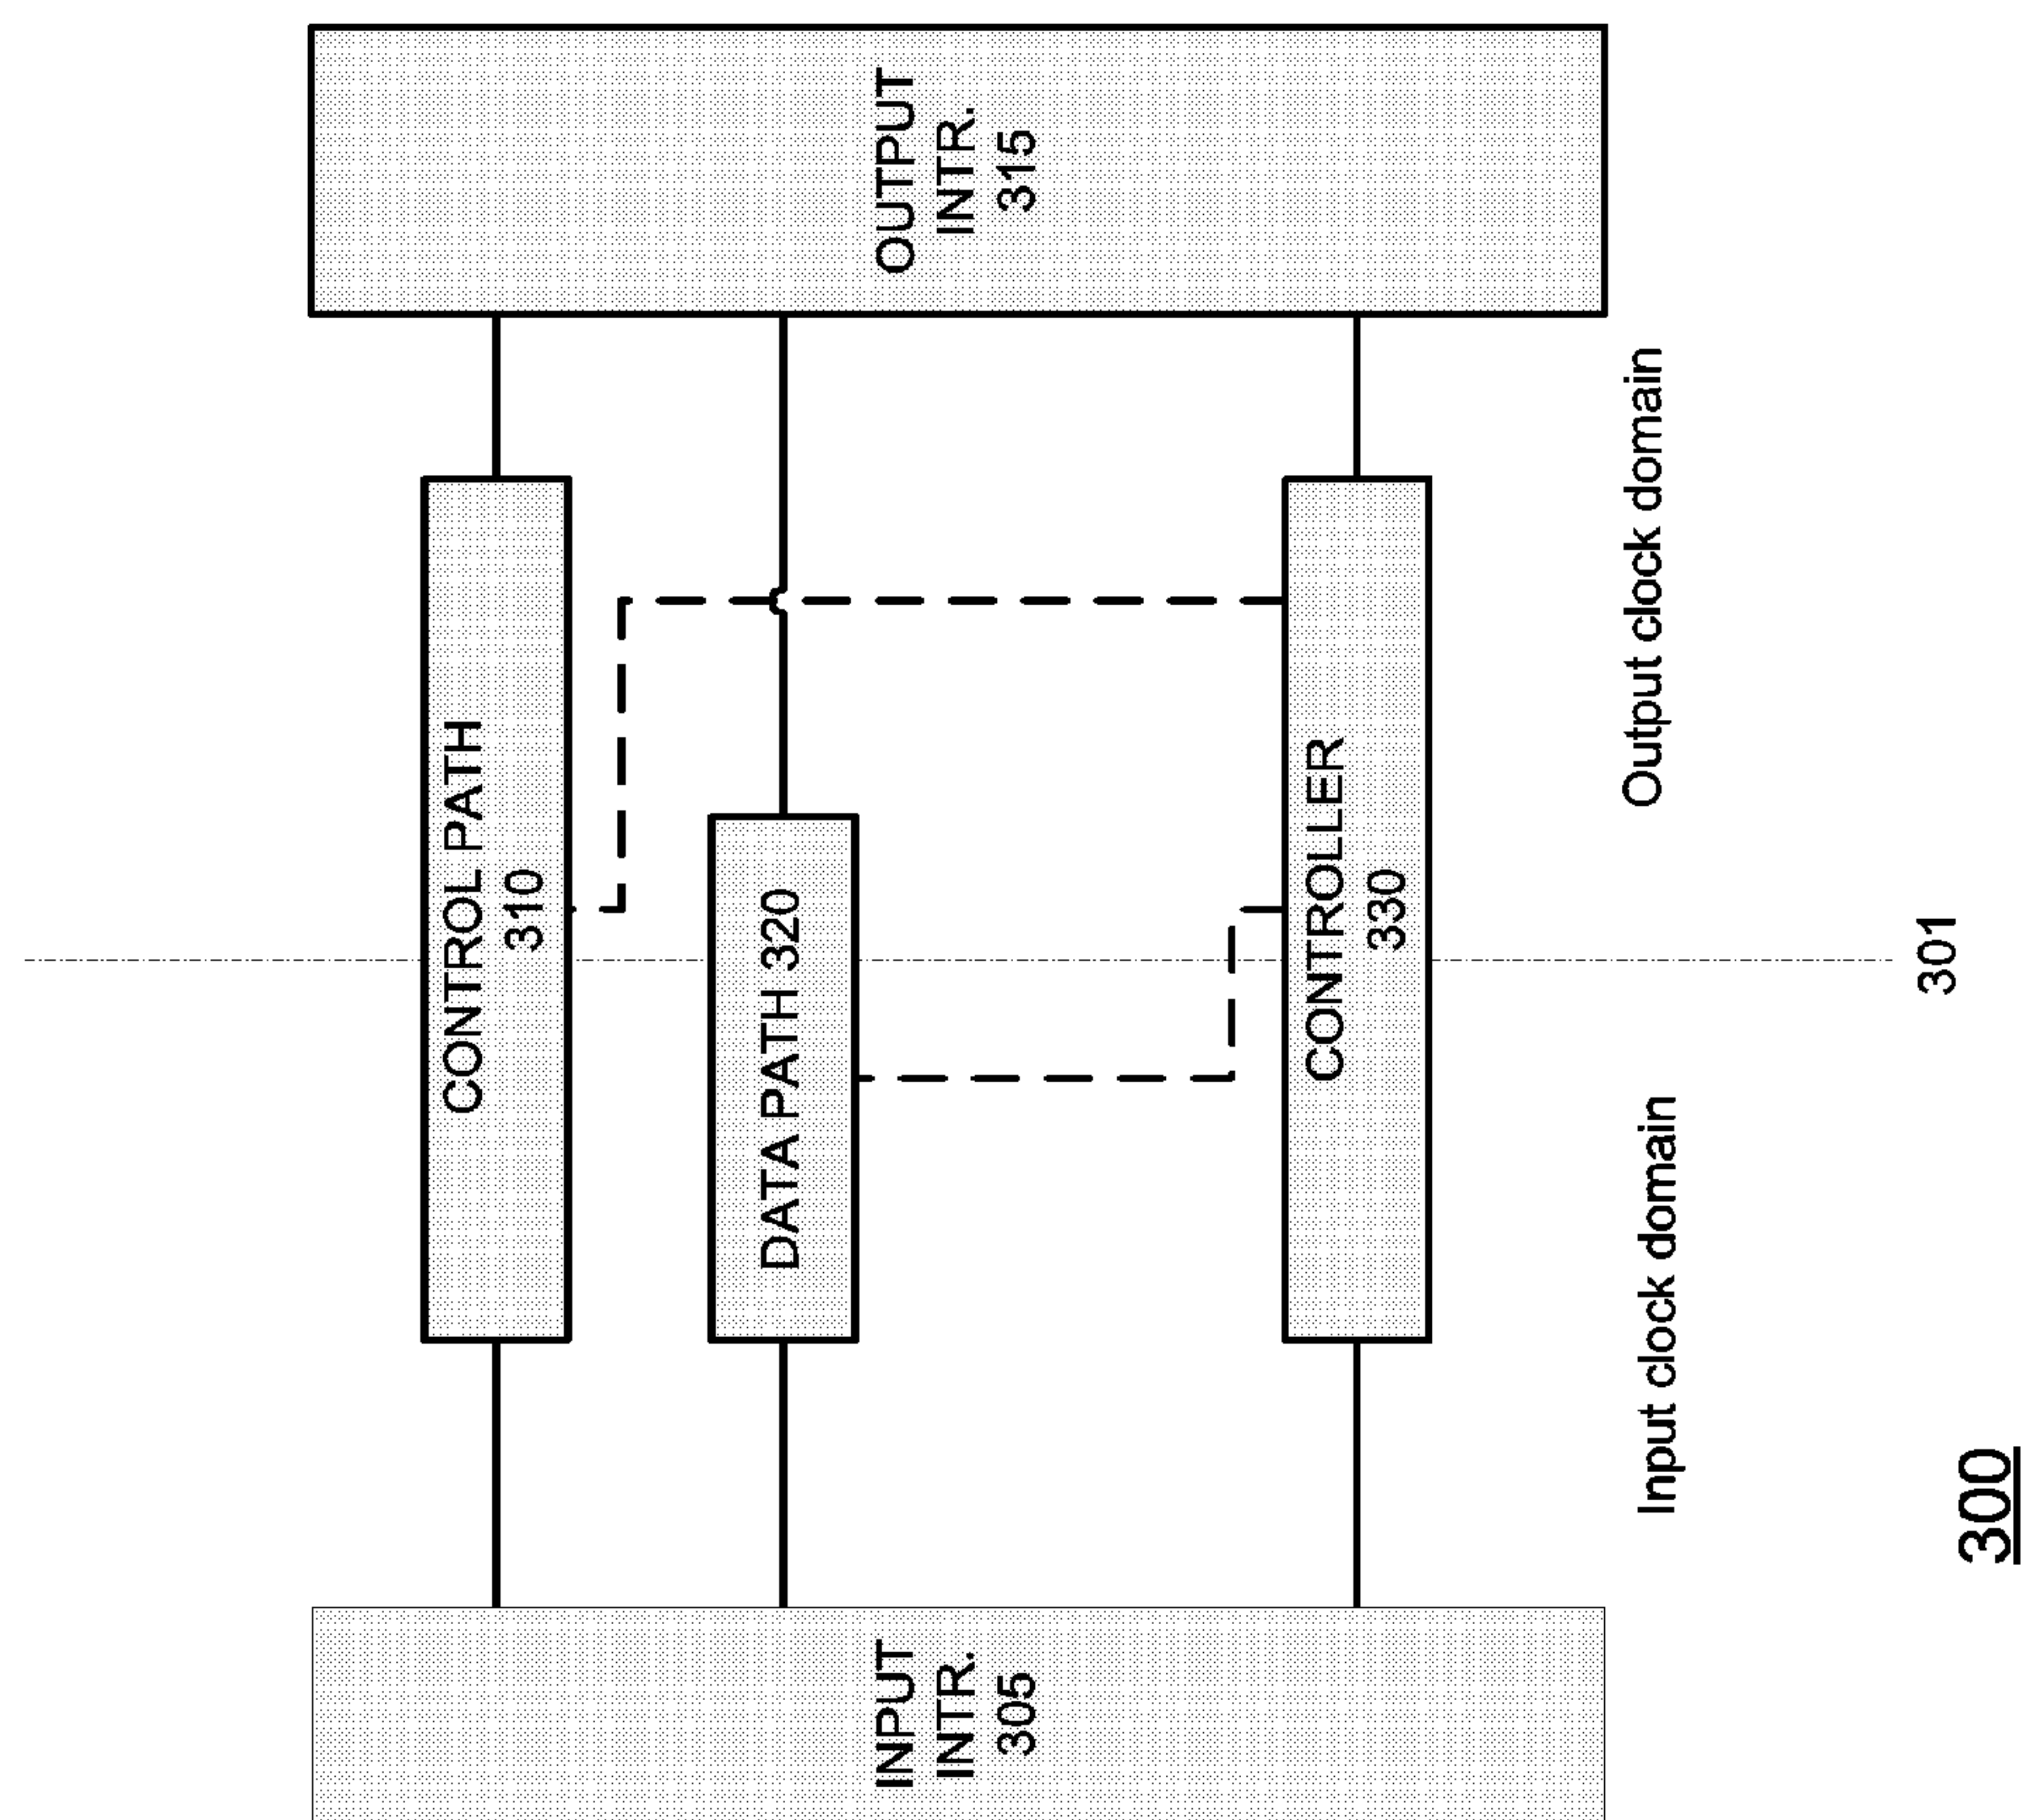 INPUT
INTR.
305
CONTROL PATH
310
DATA PATH 320
CONTROLLER
330
OUTPUT
INTR.
315
Input clock domain
Output clock domain
301
300